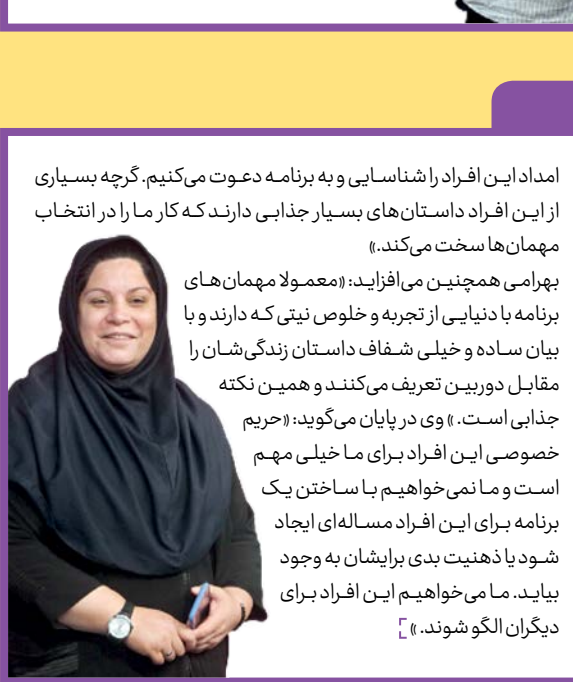 امداد این افراد را شناسایی و به برنامه دعوت می‌کنیم. گرچه بسیاری
از این افراد داستان‌های بسیار جذابی دارند که کار ما را در انتخاب
مهمان‌ها سخت می‌کند.»
بهرامی همچنین می‌افزاید: «معمولا مهمان‌های
برنامه با دنیایی از تجربه و خلوص نیتی که دارند و با
بیان ساده و خیلی شفاف داستان زندگی‌شان را
مقابل دوربین تعریف می‌کنند و همین نکته
جذابی است.» وی در پایان می‌گوید: «حریم
خصوصی این افراد برای ما خیلی مهم
است و ما نمی‌خواهیم با ساختن یک
برنامه برای این افراد مساله‌ای ایجاد
شود یا ذهنیت بدی برایشان به وجود
بیاید. ما می‌خواهیم این افراد برای
دیگران الگو شوند.»